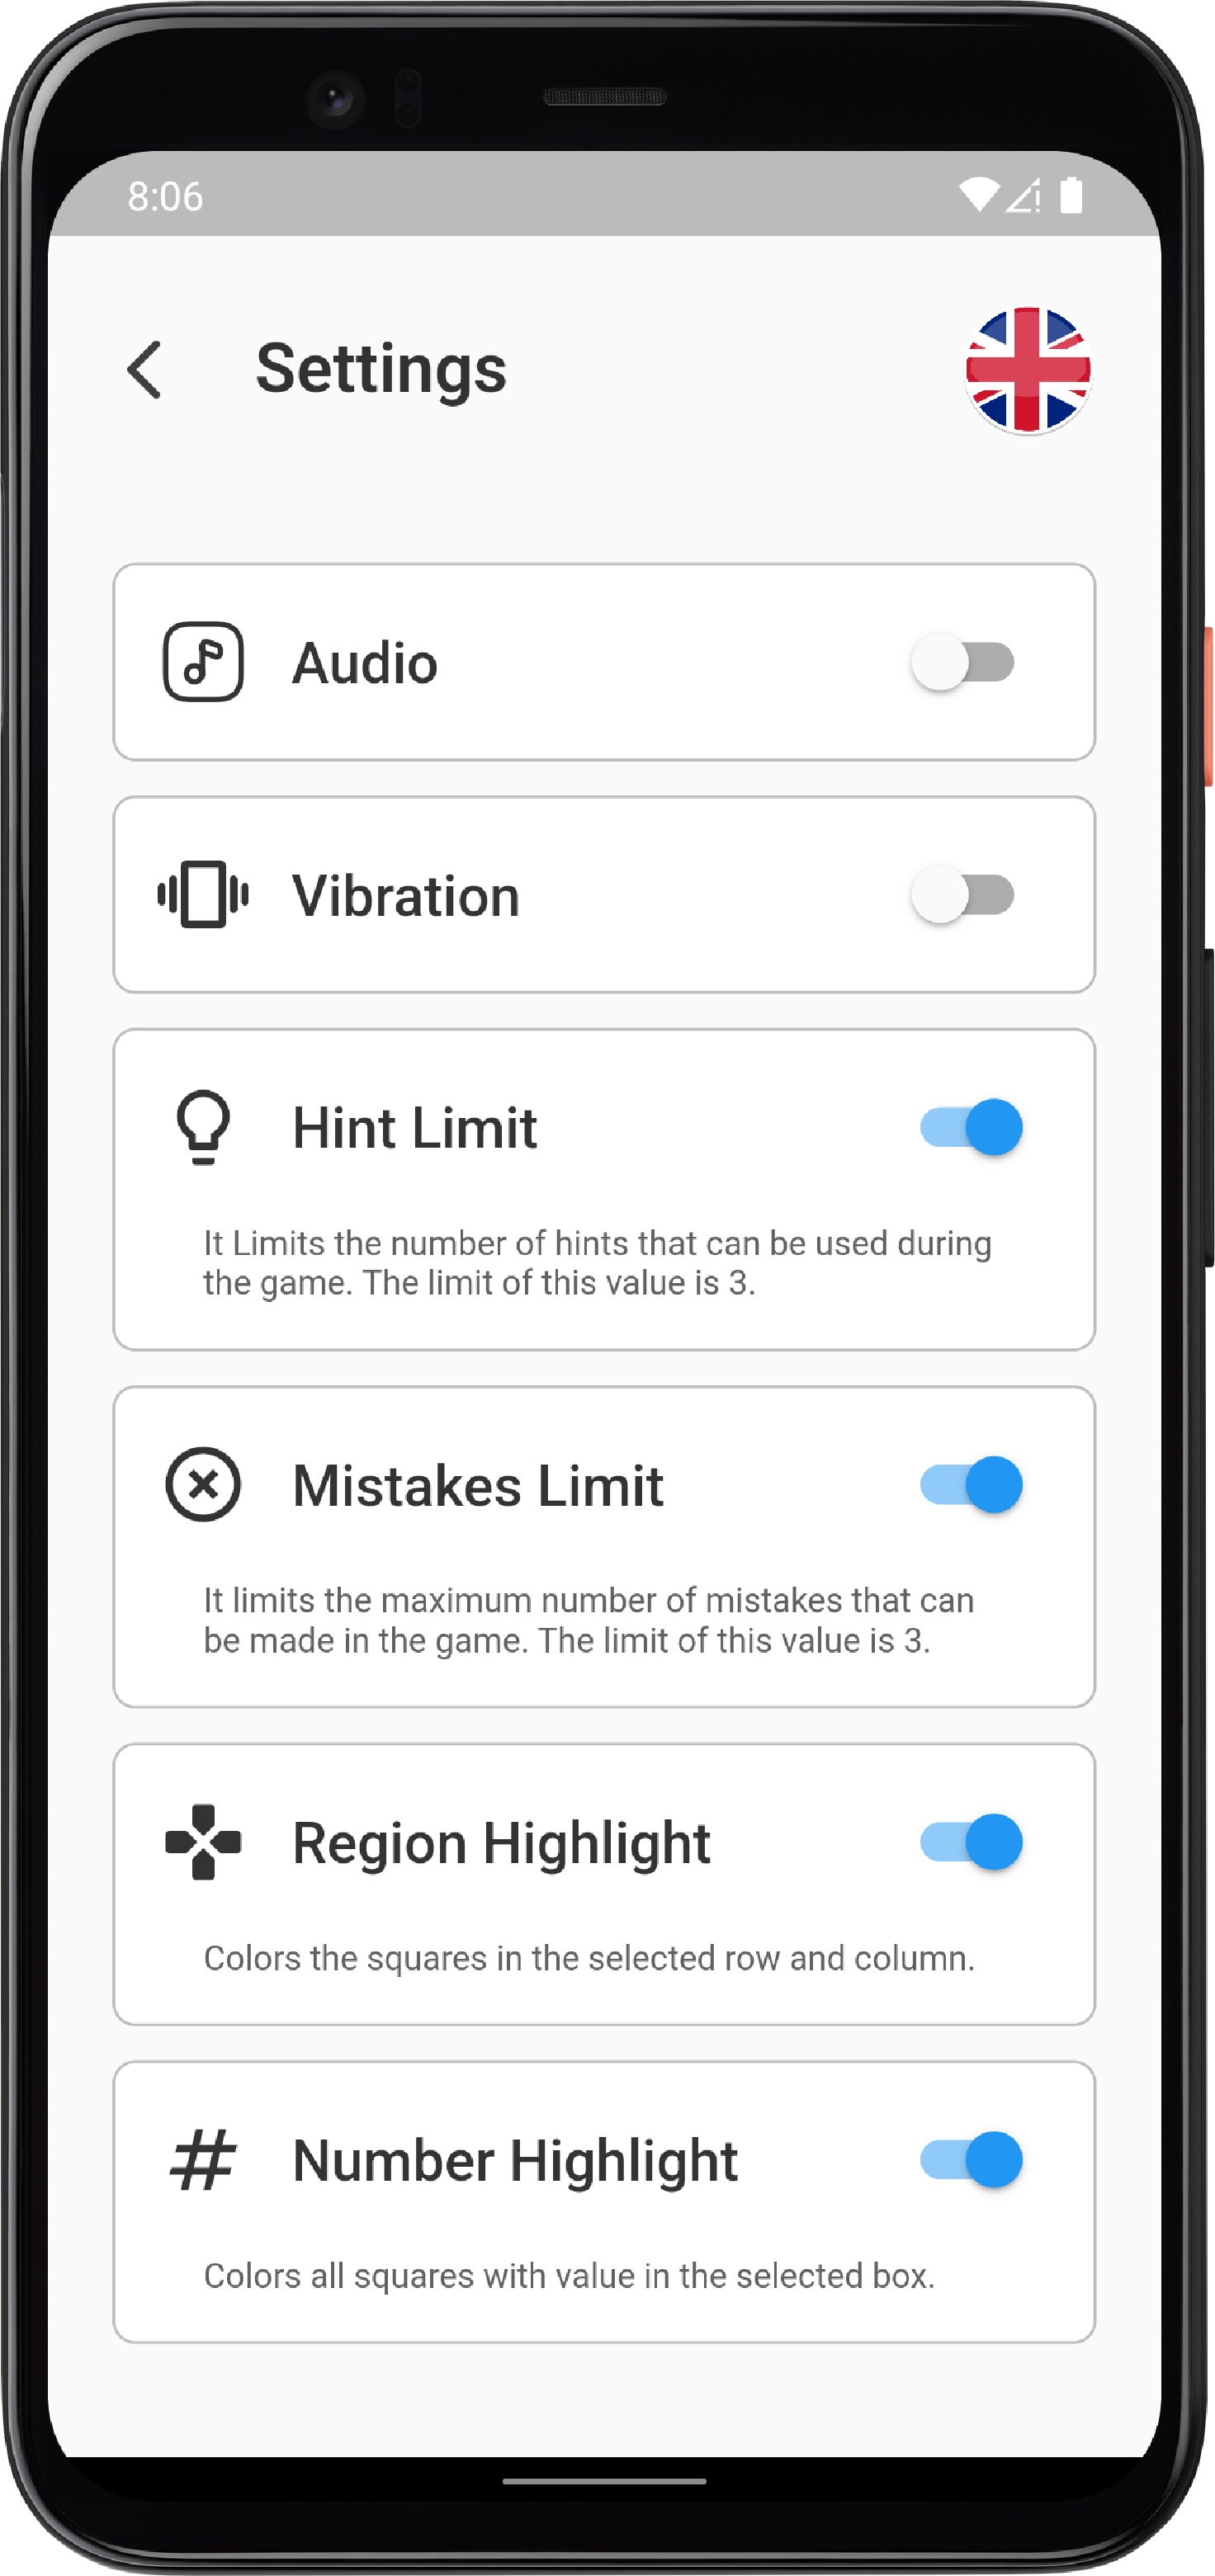 8:06
Settings
Audio
Vibration
Hint Limit
It Limits the number of hints that can be used during
the game. The limit of this value is 3.
Mistakes Limit
It limits the maximum number of mistakes that can
be made in the game. The limit of this value is 3.
Region Highlight
Colors the squares in the selected row and column.
Number Highlight
Colors all squares with value in the selected box.